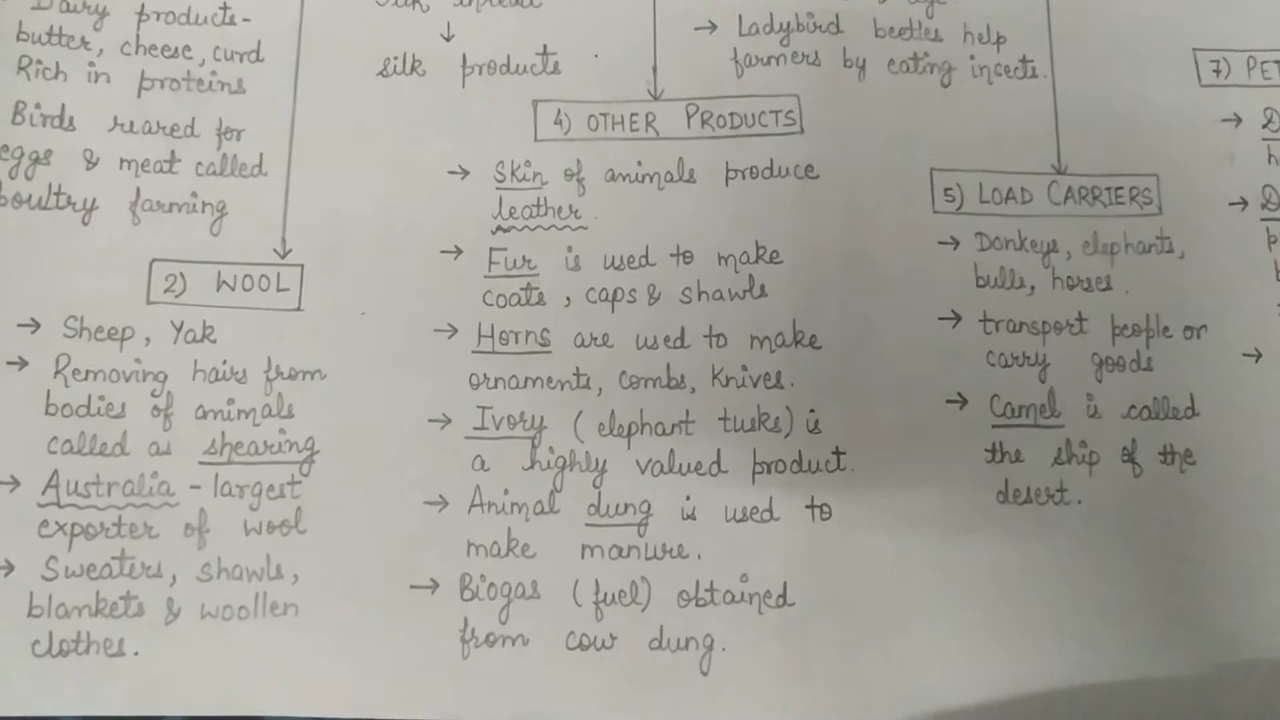 Dairy products-
butter, cheese, curd
Rich in proteins
Birds reared for
eggs & meat called
poultry farming
2) WOOL
→ Sheep, Yak
→ Removing hairs from
bodies of animals
called as shearing
→ Australia - largest
exporter of wool
→ Sweaters, shawls,
blankets & woollen
clothes.
↓
silk products
4) OTHER PRODUCTS
→ Skin of animals produce
leather.
→ Fur is used to make
coats, caps & shawls
→ Horns are used to make
ornaments, combs, Knives.
→ Ivory (elephant tusks) is
a highly valued product.
→ Animal dung is used to
make manure.
→ Biogas (fuel) obtained
from cow dung.
→ Ladybird beetles help
farmers by eating insects.
5) LOAD CARRIERS
→ Donkeys, elephants,
bulls, horses.
→ transport people or
carry goods
→ Camel is called
the ship of the
desert.
7) PET